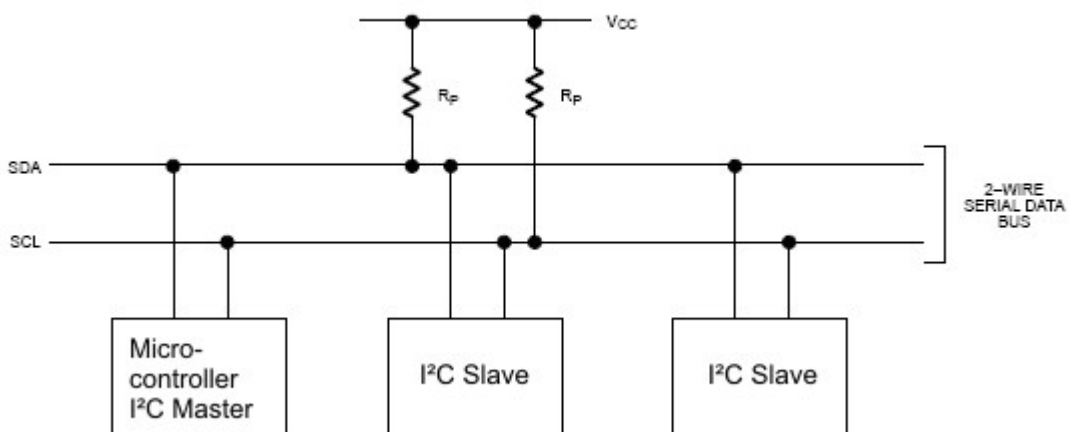 VCC
RP
RP
SDA
2–WIRE
SERIAL DATA
BUS
SCL
Micro-
controller
I²C Master
I²C Slave
I²C Slave